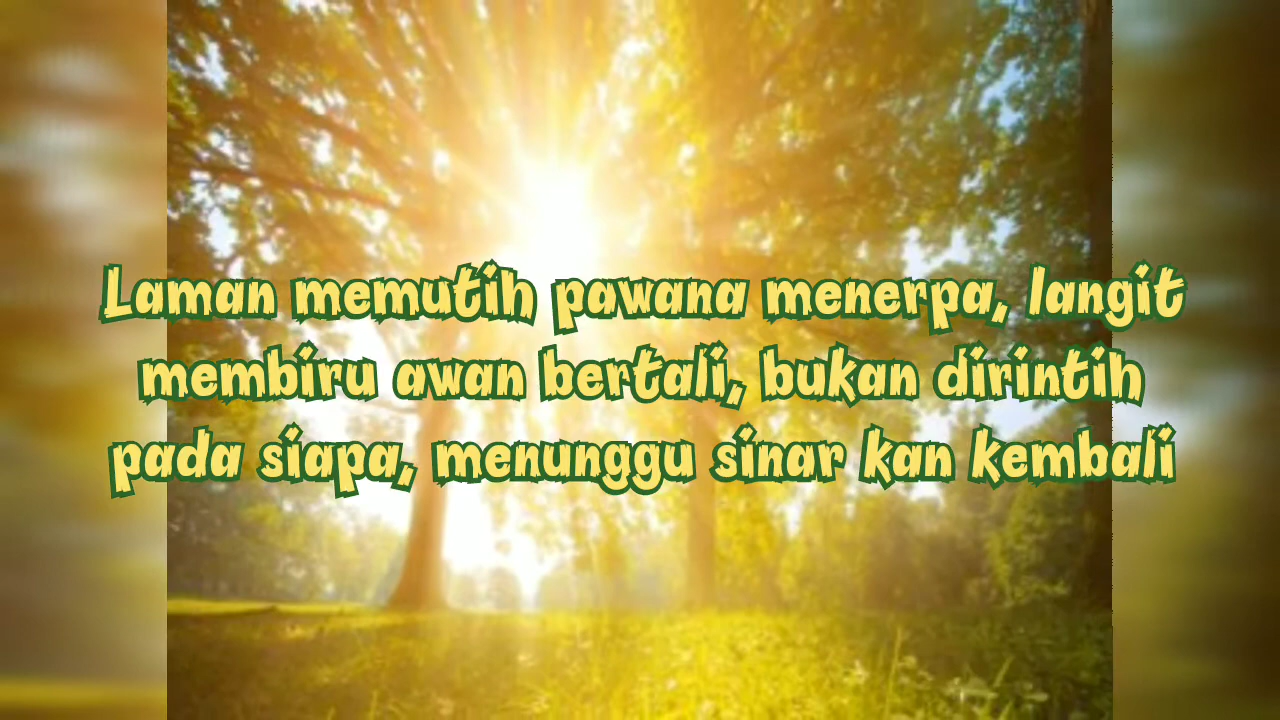 Laman memutih pawana menerpa, langit
membiru awan bertali, bukan dirintih
pada siapa, menunggu sinar kan kembali